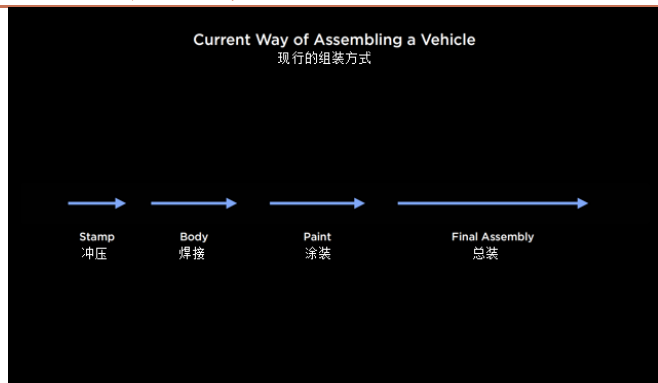 Current Way of Assembling a Vehicle
现行的组装方式
Stamp
冲压
Body
焊接
Paint
涂装
Final Assembly
总装